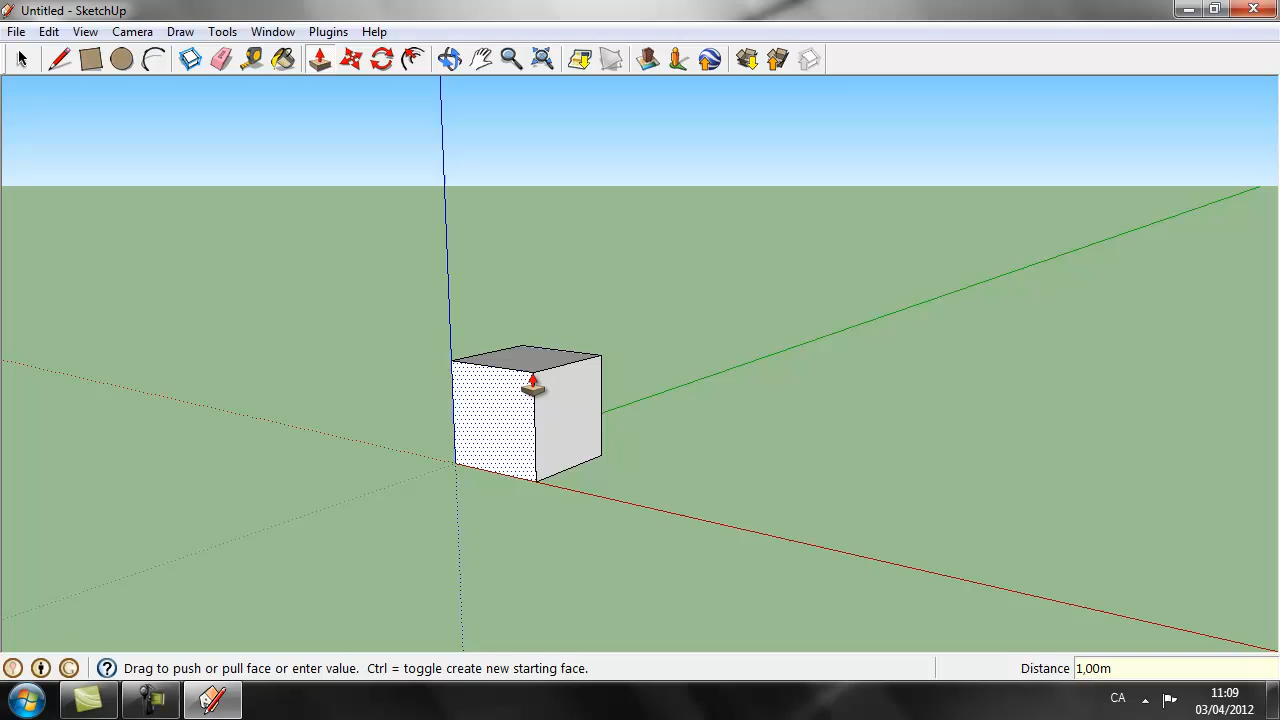 Untitled - SketchUp
File Edit View Camera Draw Tools Window Plugins Help
Drag to push or pull face or enter value. Ctrl = toggle create new starting face. Distance 1,00m
CA 11:09
03/04/2012